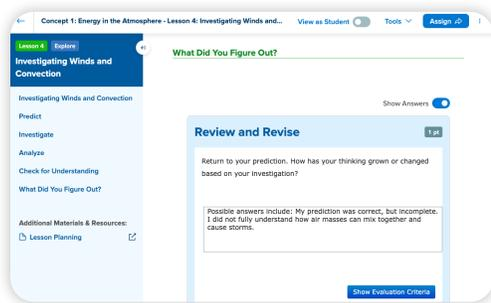 Concept 1: Energy in the Atmosphere - Lesson 4: Investigating Winds and...
View as Student
Tools
Assign
Lesson 4
Explore
Investigating Winds and
Convection
Investigating Winds and Convection
Predict
Investigate
Analyze
Check for Understanding
What Did You Figure Out?
Additional Materials & Resources:
Lesson Planning
What Did You Figure Out?
Show Answers
Review and Revise
1 pt
Return to your prediction. How has your thinking grown or changed
based on your investigation?
Possible answers include: My prediction was correct, but incomplete.
I did not fully understand how air masses can mix together and
cause storms.
Show Evaluation Criteria